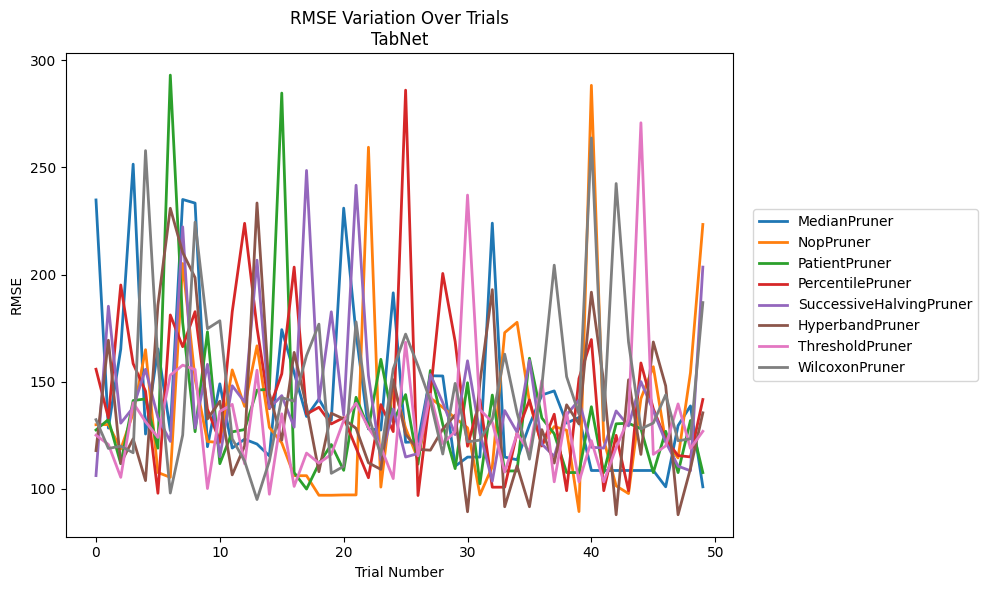 RMSE Variation Over Trials
TabNet
300
250
200
150
100
RMSE
0 10 20 30 40 50
Trial Number
MedianPruner
NopPruner
PatientPruner
PercentilePruner
SuccessiveHalvingPruner
HyperbandPruner
ThresholdPruner
WilcoxonPruner